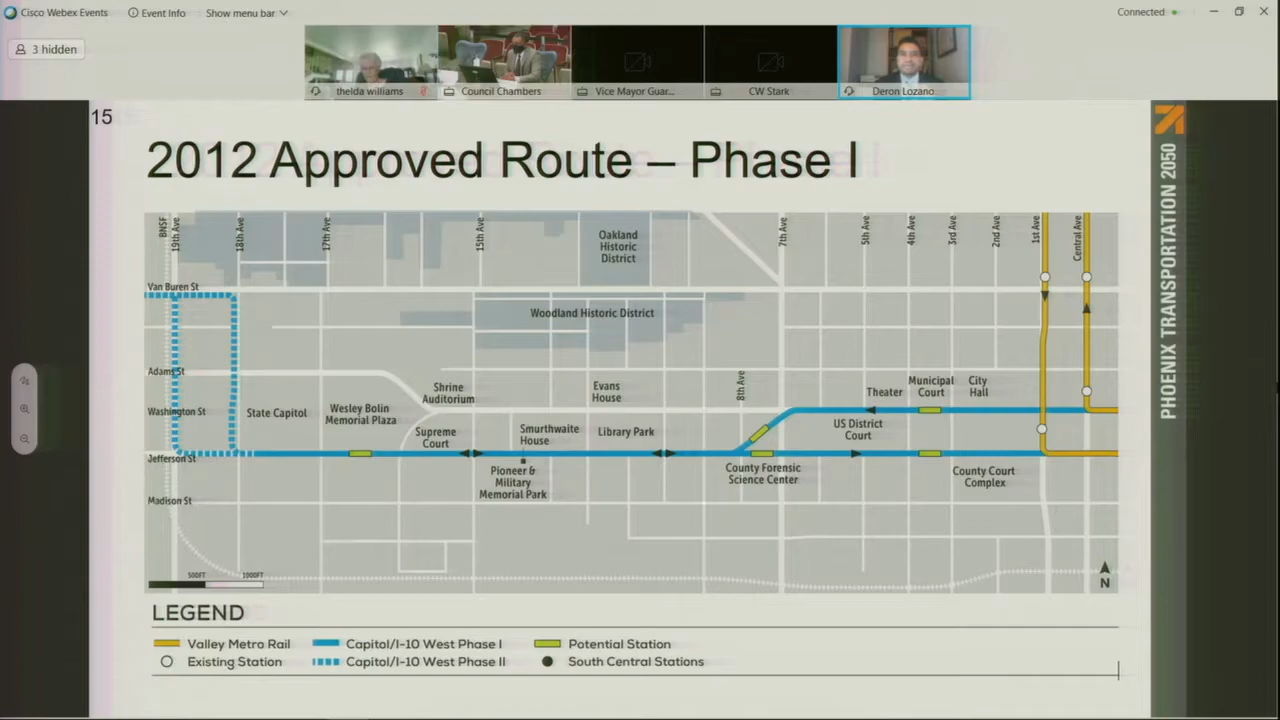 Cisco Webex Events
Event Info
Show menu bar
Connected
3 hidden
thelda williams
Council Chambers
Vice Mayor Guar...
CW Stark
Deron Lozano
15
2012 Approved Route – Phase I
PHOENIX TRANSPORTATION 2050
BNSF
19th Ave
18th Ave
17th Ave
15th Ave
Oakland
Historic
District
7th Ave
5th Ave
4th Ave
3rd Ave
2nd Ave
1st Ave
Central Ave
Van Buren St
Woodland Historic District
Adams St
8th Ave
Shrine
Auditorium
Evans
House
Theater
Municipal
Court
City
Hall
Washington St
State Capitol
Wesley Bolin
Memorial Plaza
Supreme
Court
Smurthwaite
House
Library Park
US District
Court
Jefferson St
Pioneer &
Military
Memorial Park
County Forensic
Science Center
County Court
Complex
Madison St
500FT
1000FT
N
LEGEND
Valley Metro Rail
Capitol/I-10 West Phase I
Potential Station
Existing Station
Capitol/I-10 West Phase II
South Central Stations